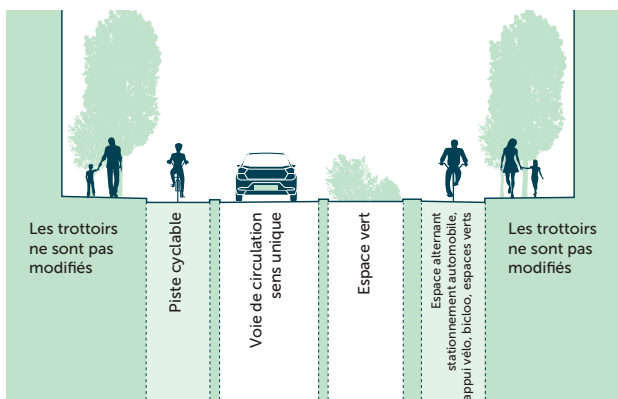 Les trottoirs
ne sont pas
modifiés
Piste cyclable
Voie de circulation
sens unique
Espace vert
Espace alternant
stationnement automobile,
appui vélo, bicloo, espaces verts
Les trottoirs
ne sont pas
modifiés